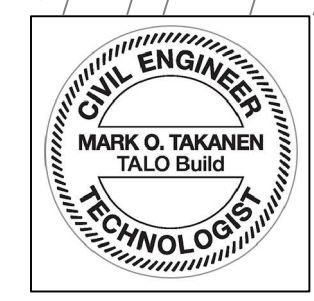 CIVIL ENGINEER
MARK O. TAKANEN
TALO Build
TECHNOLOGIST